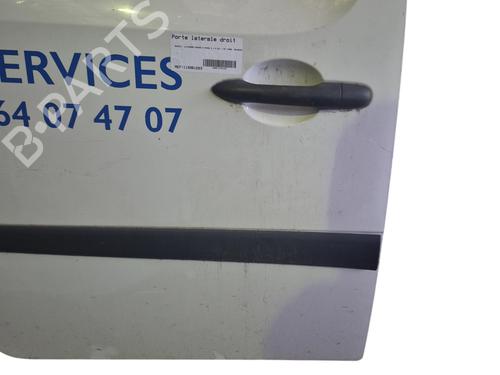 Porte laterale droit
ERVICES
64 07 47 07
B-PARTS